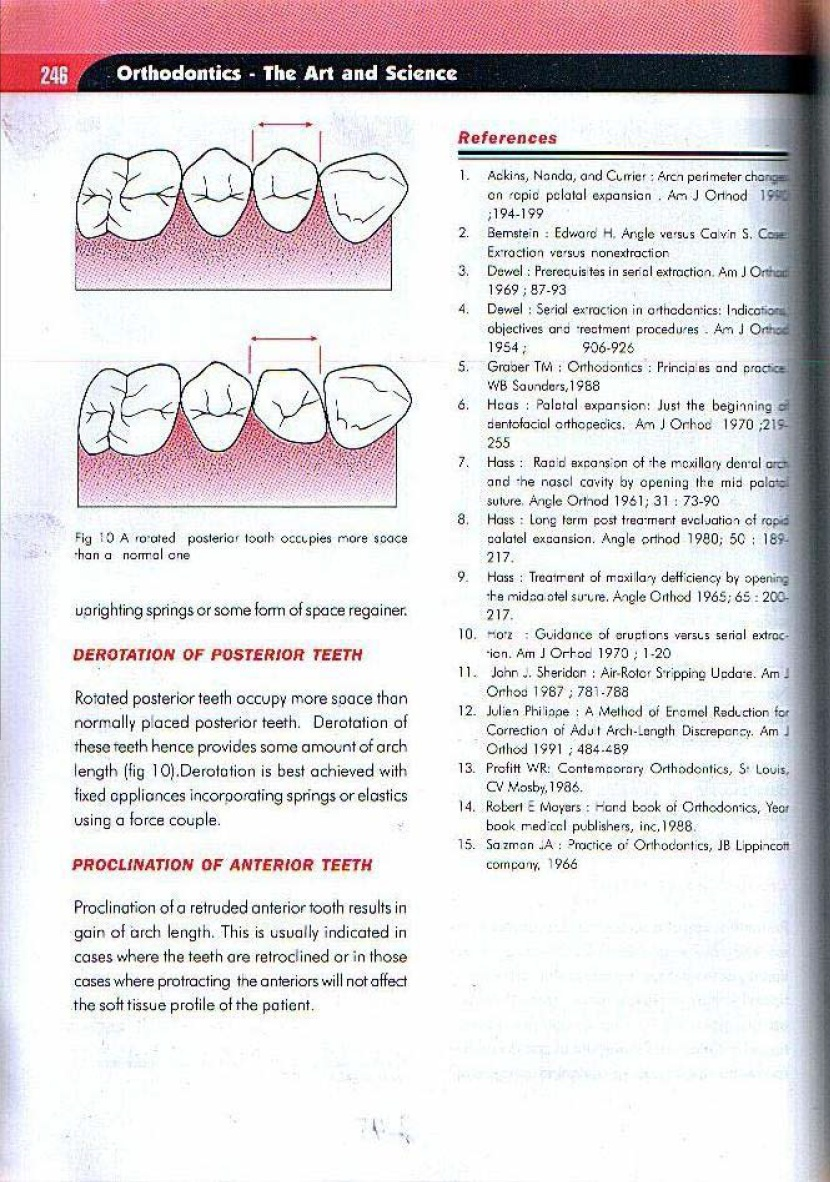 246 Orthodontics - The Art and Science
Fig 10 A rotated posterior tooth occupies more space
than a normal one
uprighting springs or some form of space regainer.
DEROTATION OF POSTERIOR TEETH
Rotated posterior teeth occupy more space than
normally placed posterior teeth. Derotation of
these teeth hence provides some amount of arch
length (fig 10).Derotation is best achieved with
fixed appliances incorporating springs or elastics
using a force couple.
PROCLINATION OF ANTERIOR TEETH
Proclination of a retruded anterior tooth results in
gain of arch length. This is usually indicated in
cases where the teeth are retroclined or in those
cases where protracting the anteriors will not affect
the soft tissue profile of the patient.
References
1. Adkins, Nanda, and Currier : Arch perimeter changes
on rapid palatal expansion . Am J Orthod 1990
;194-199
2. Bernstein : Edward H. Angle versus Calvin S. Case:
Extraction versus nonextraction
3. Dewel : Prerequisites in serial extraction. Am J Orthod
1969 ; 87-93
4. Dewel : Serial extraction in orthodontics: Indications,
objectives and treatment procedures . Am J Orthod
1954 ; 906-926
5. Graber TM : Orthodontics : Principles and practice.
WB Saunders,1988
6. Haas : Palatal expansion: Just the beginning of
dentofacial orthopedics. Am J Orthod 1970 ;219-
255
7. Hass : Rapid expansion of the maxillary dental arch
and the nasal cavity by opening the mid palatal
suture. Angle Orthod 1961; 31 : 73-90
8. Hass : Long term post treatment evaluation of rapid
palatel expansion. Angle orthod 1980; 50 : 189-
217.
9. Hass : Treatment of maxillary defficiency by opening
the midpalatel suture. Angle Orthod 1965; 65 : 200-
217.
10. Hotz : Guidance of eruptions versus serial extrac-
tion. Am J Orthod 1970 ; 1-20
11. John J. Sheridan : Air-Rotor Stripping Update. Am J
Orthod 1987 ; 781-788
12. Julien Philippe : A Method of Enamel Reduction for
Correction of Adult Arch-Length Discrepancy. Am J
Orthod 1991 ; 484-489
13. Profitt WR: Contemporary Orthodontics, St Louis,
CV Mosby,1986.
14. Robert E Moyers : Hand book of Orthodontics, Year
book medical publishers, inc,1988.
15. Salzman JA : Practice of Orthodontics, JB Lippincott
company, 1966